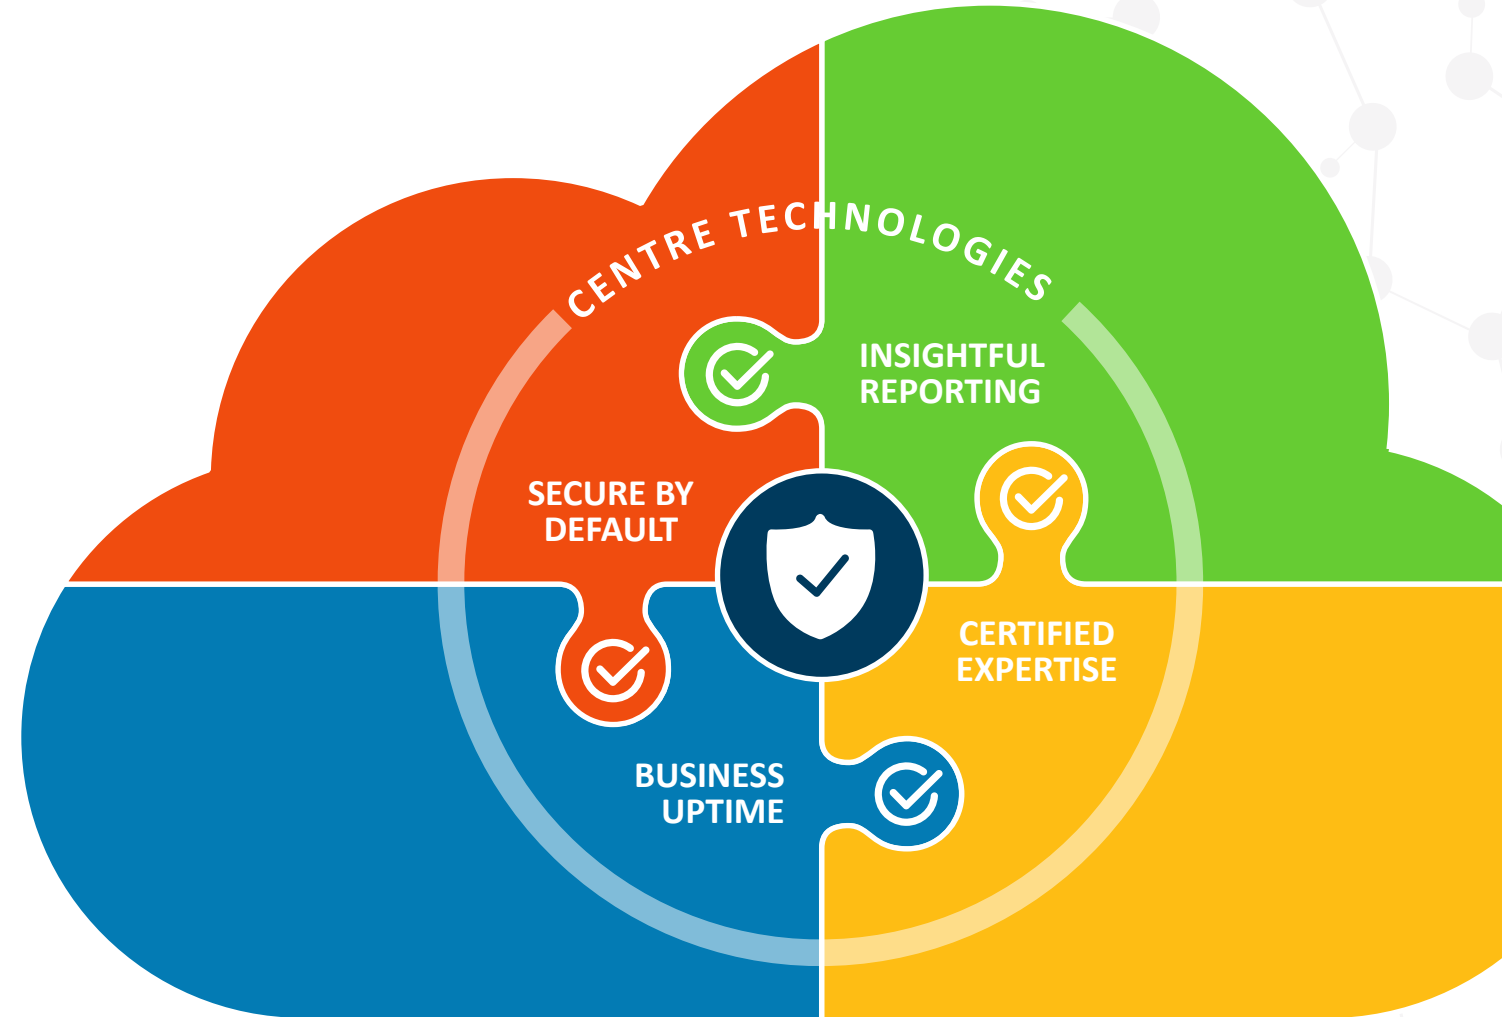 CENTRE TECHNOLOGIES
INSIGHTFUL
REPORTING
SECURE BY
DEFAULT
CERTIFIED
EXPERTISE
BUSINESS
UPTIME